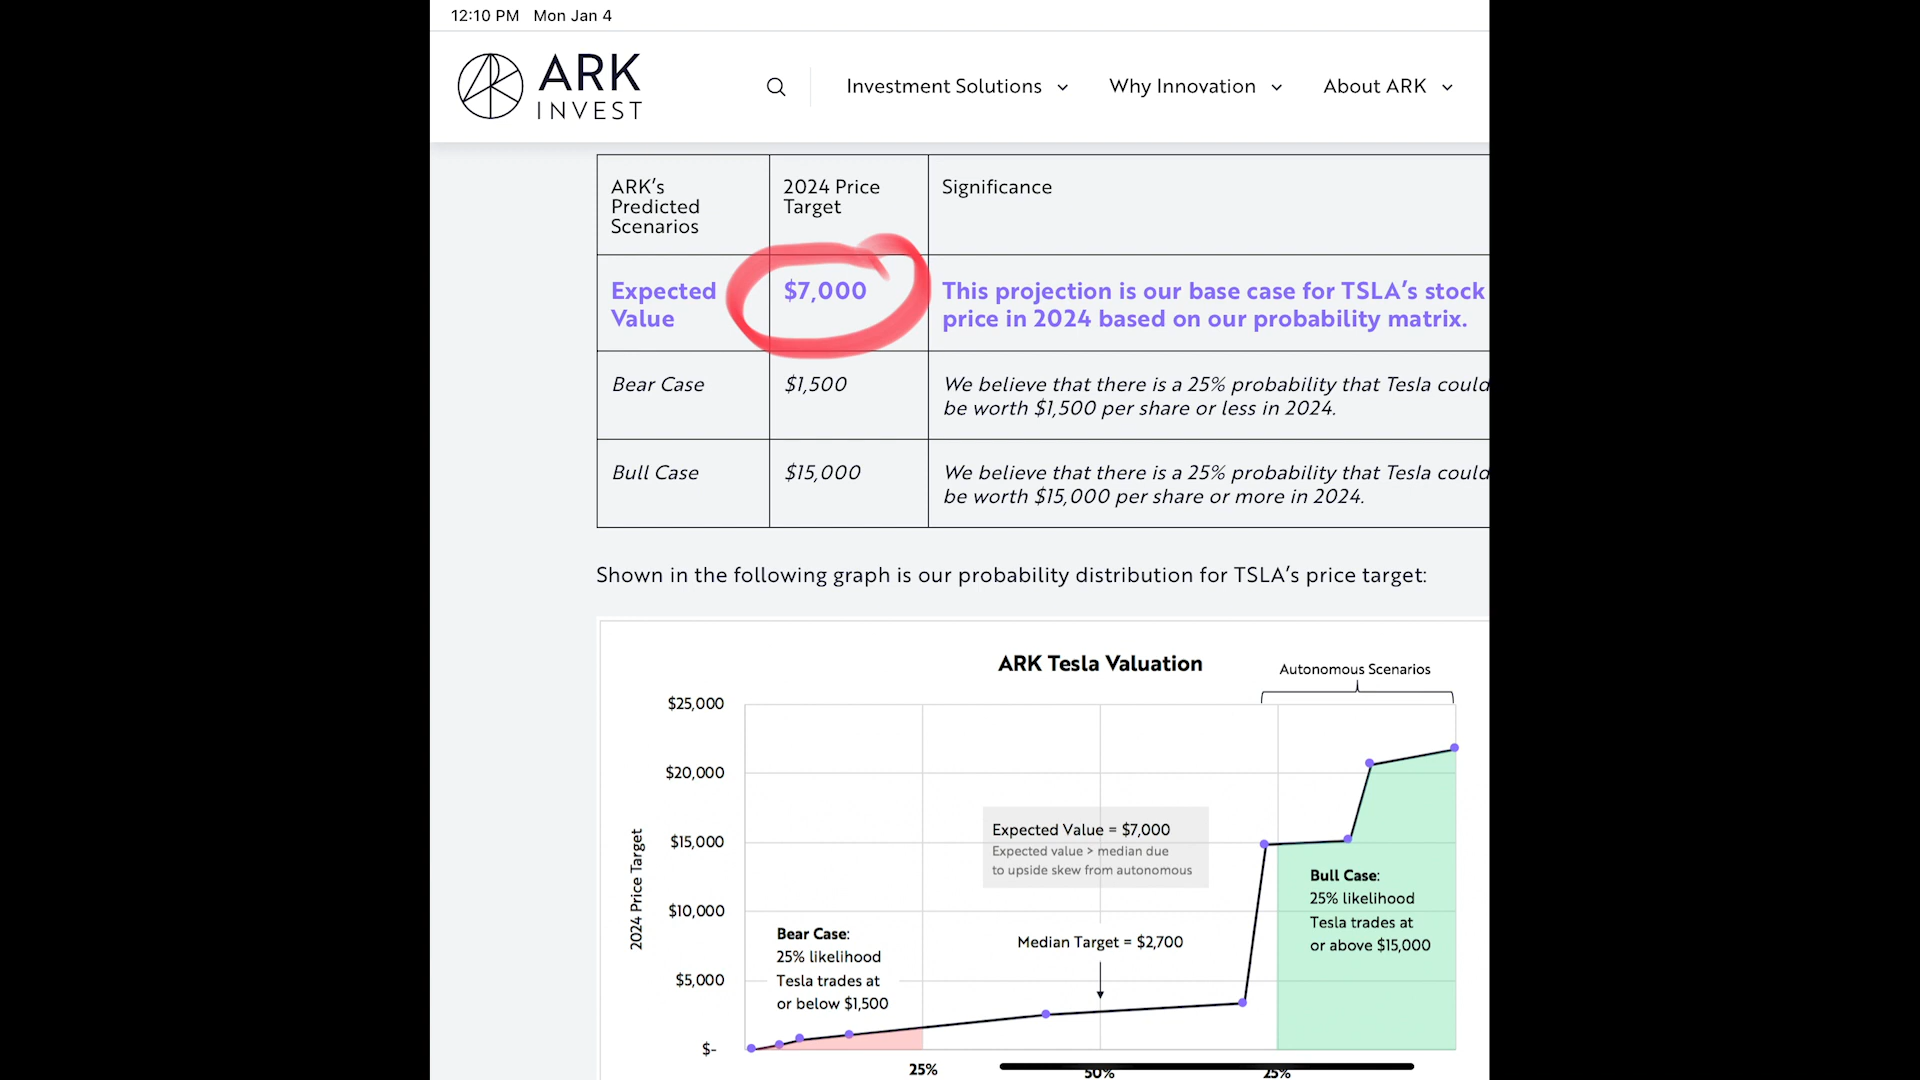 12:10 PM Mon Jan 4
ARK
INVEST
Investment Solutions
Why Innovation
About ARK
ARK's
Predicted
Scenarios
2024 Price
Target
Significance
Expected
Value
$7,000
This projection is our base case for TSLA's stock
price in 2024 based on our probability matrix.
Bear Case
$1,500
We believe that there is a 25% probability that Tesla could
be worth $1,500 per share or less in 2024.
Bull Case
$15,000
We believe that there is a 25% probability that Tesla could
be worth $15,000 per share or more in 2024.
Shown in the following graph is our probability distribution for TSLA's price target:
ARK Tesla Valuation
Autonomous Scenarios
$25,000
$20,000
$15,000
$10,000
$5,000
$-
2024 Price Target
Expected Value = $7,000
Expected value > median due
to upside skew from autonomous
Median Target = $2,700
Bear Case:
25% likelihood
Tesla trades at
or below $1,500
Bull Case:
25% likelihood
Tesla trades at
or above $15,000
25%
50%
25%